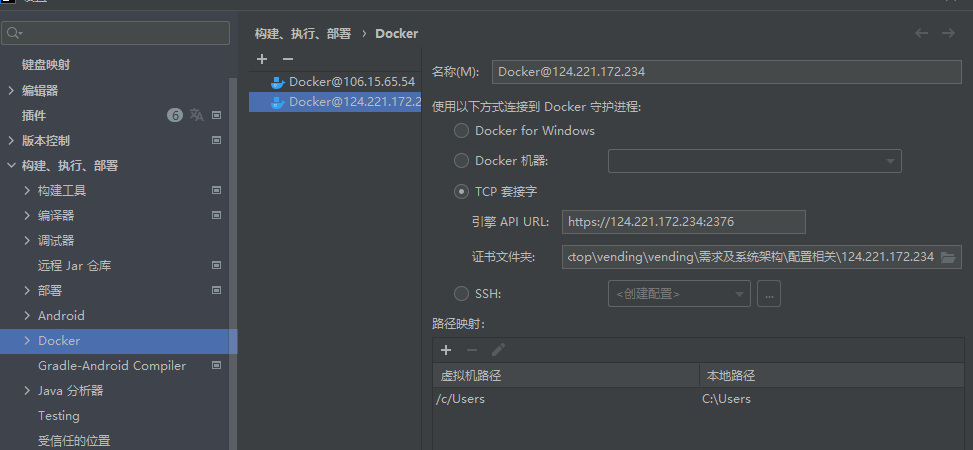 构建、执行、部署 › Docker
键盘映射
编辑器
插件 6
版本控制
构建、执行、部署
构建工具
编译器
调试器
远程 Jar 仓库
部署
Android
Docker
Gradle-Android Compiler
Java 分析器
Testing
受信任的位置
Docker@106.15.65.54
Docker@124.221.172.2
名称(M): Docker@124.221.172.234
使用以下方式连接到 Docker 守护进程:
Docker for Windows
Docker 机器:
TCP 套接字
引擎 API URL: https://124.221.172.234:2376
证书文件夹: ktop\vending\vending\需求及系统架构\配置相关\124.221.172.234
SSH: <创建配置> ...
路径映射:
虚拟机路径 本地路径
/c/Users C:\Users